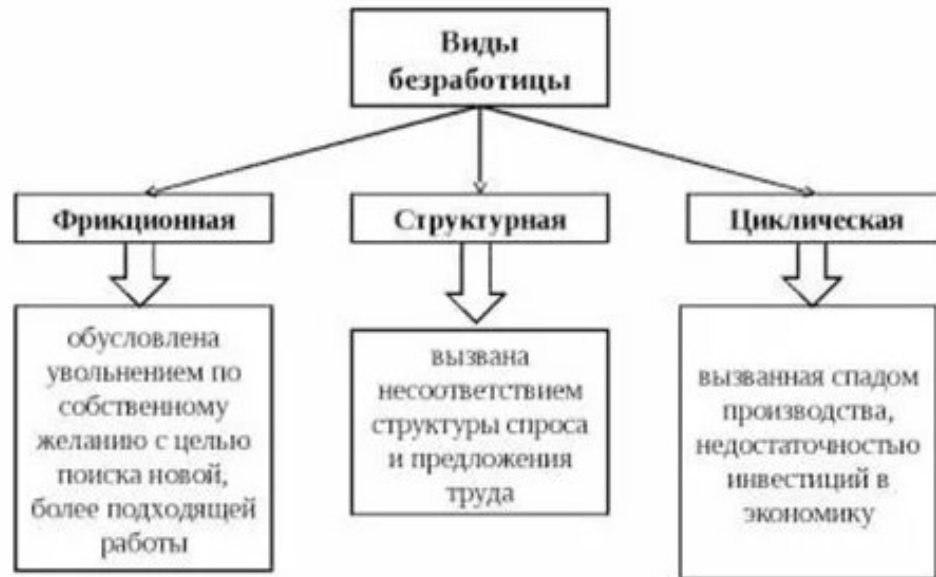 Виды
безработицы
Фрикционная
Структурная
Циклическая
обусловлена
увольнением по
собственному
желанию с целью
поиска новой,
более подходящей
работы
вызвана
несоответствием
структуры спроса
и предложения
труда
вызванная спадом
производства,
недостаточностью
инвестиций в
экономику